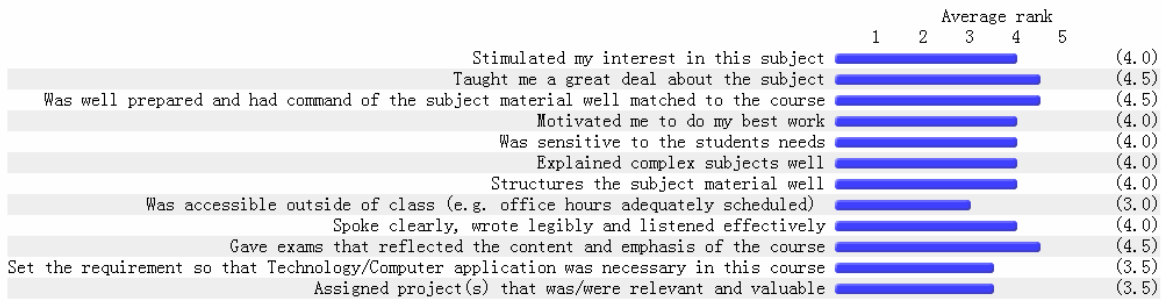 Average rank
1 2 3 4 5
Stimulated my interest in this subject (4.0)
Taught me a great deal about the subject (4.5)
Was well prepared and had command of the subject material well matched to the course (4.5)
Motivated me to do my best work (4.0)
Was sensitive to the students needs (4.0)
Explained complex subjects well (4.0)
Structures the subject material well (4.0)
Was accessible outside of class (e.g. office hours adequately scheduled) (3.0)
Spoke clearly, wrote legibly and listened effectively (4.0)
Gave exams that reflected the content and emphasis of the course (4.5)
Set the requirement so that Technology/Computer application was necessary in this course (3.5)
Assigned project(s) that was/were relevant and valuable (3.5)